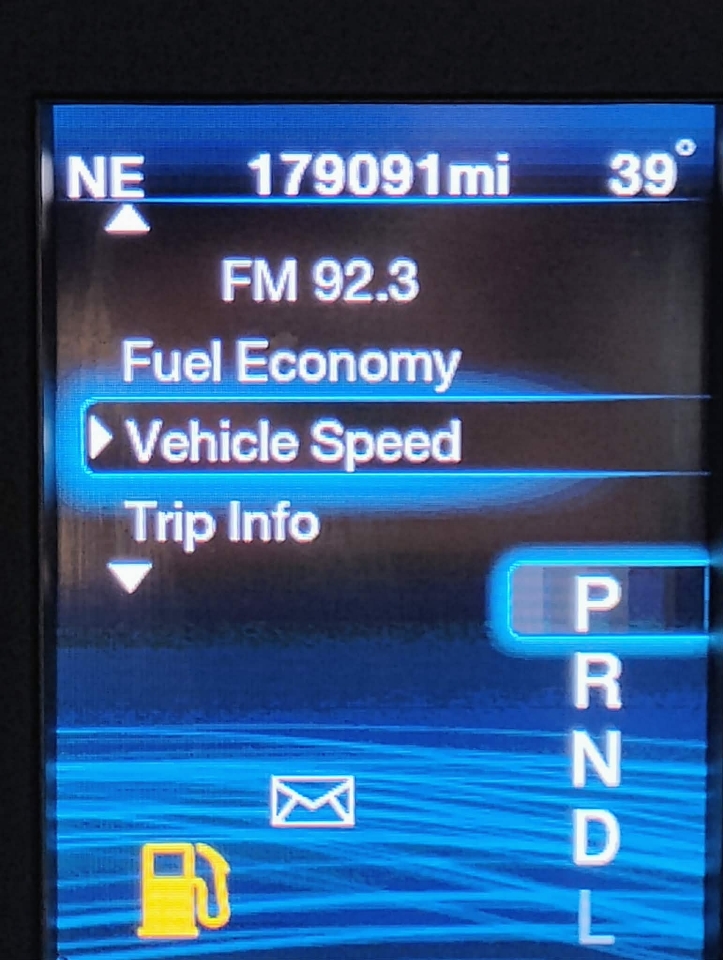 NE 179091mi 39°
FM 92.3
Fuel Economy
Vehicle Speed
Trip Info
P
R
N
D
L